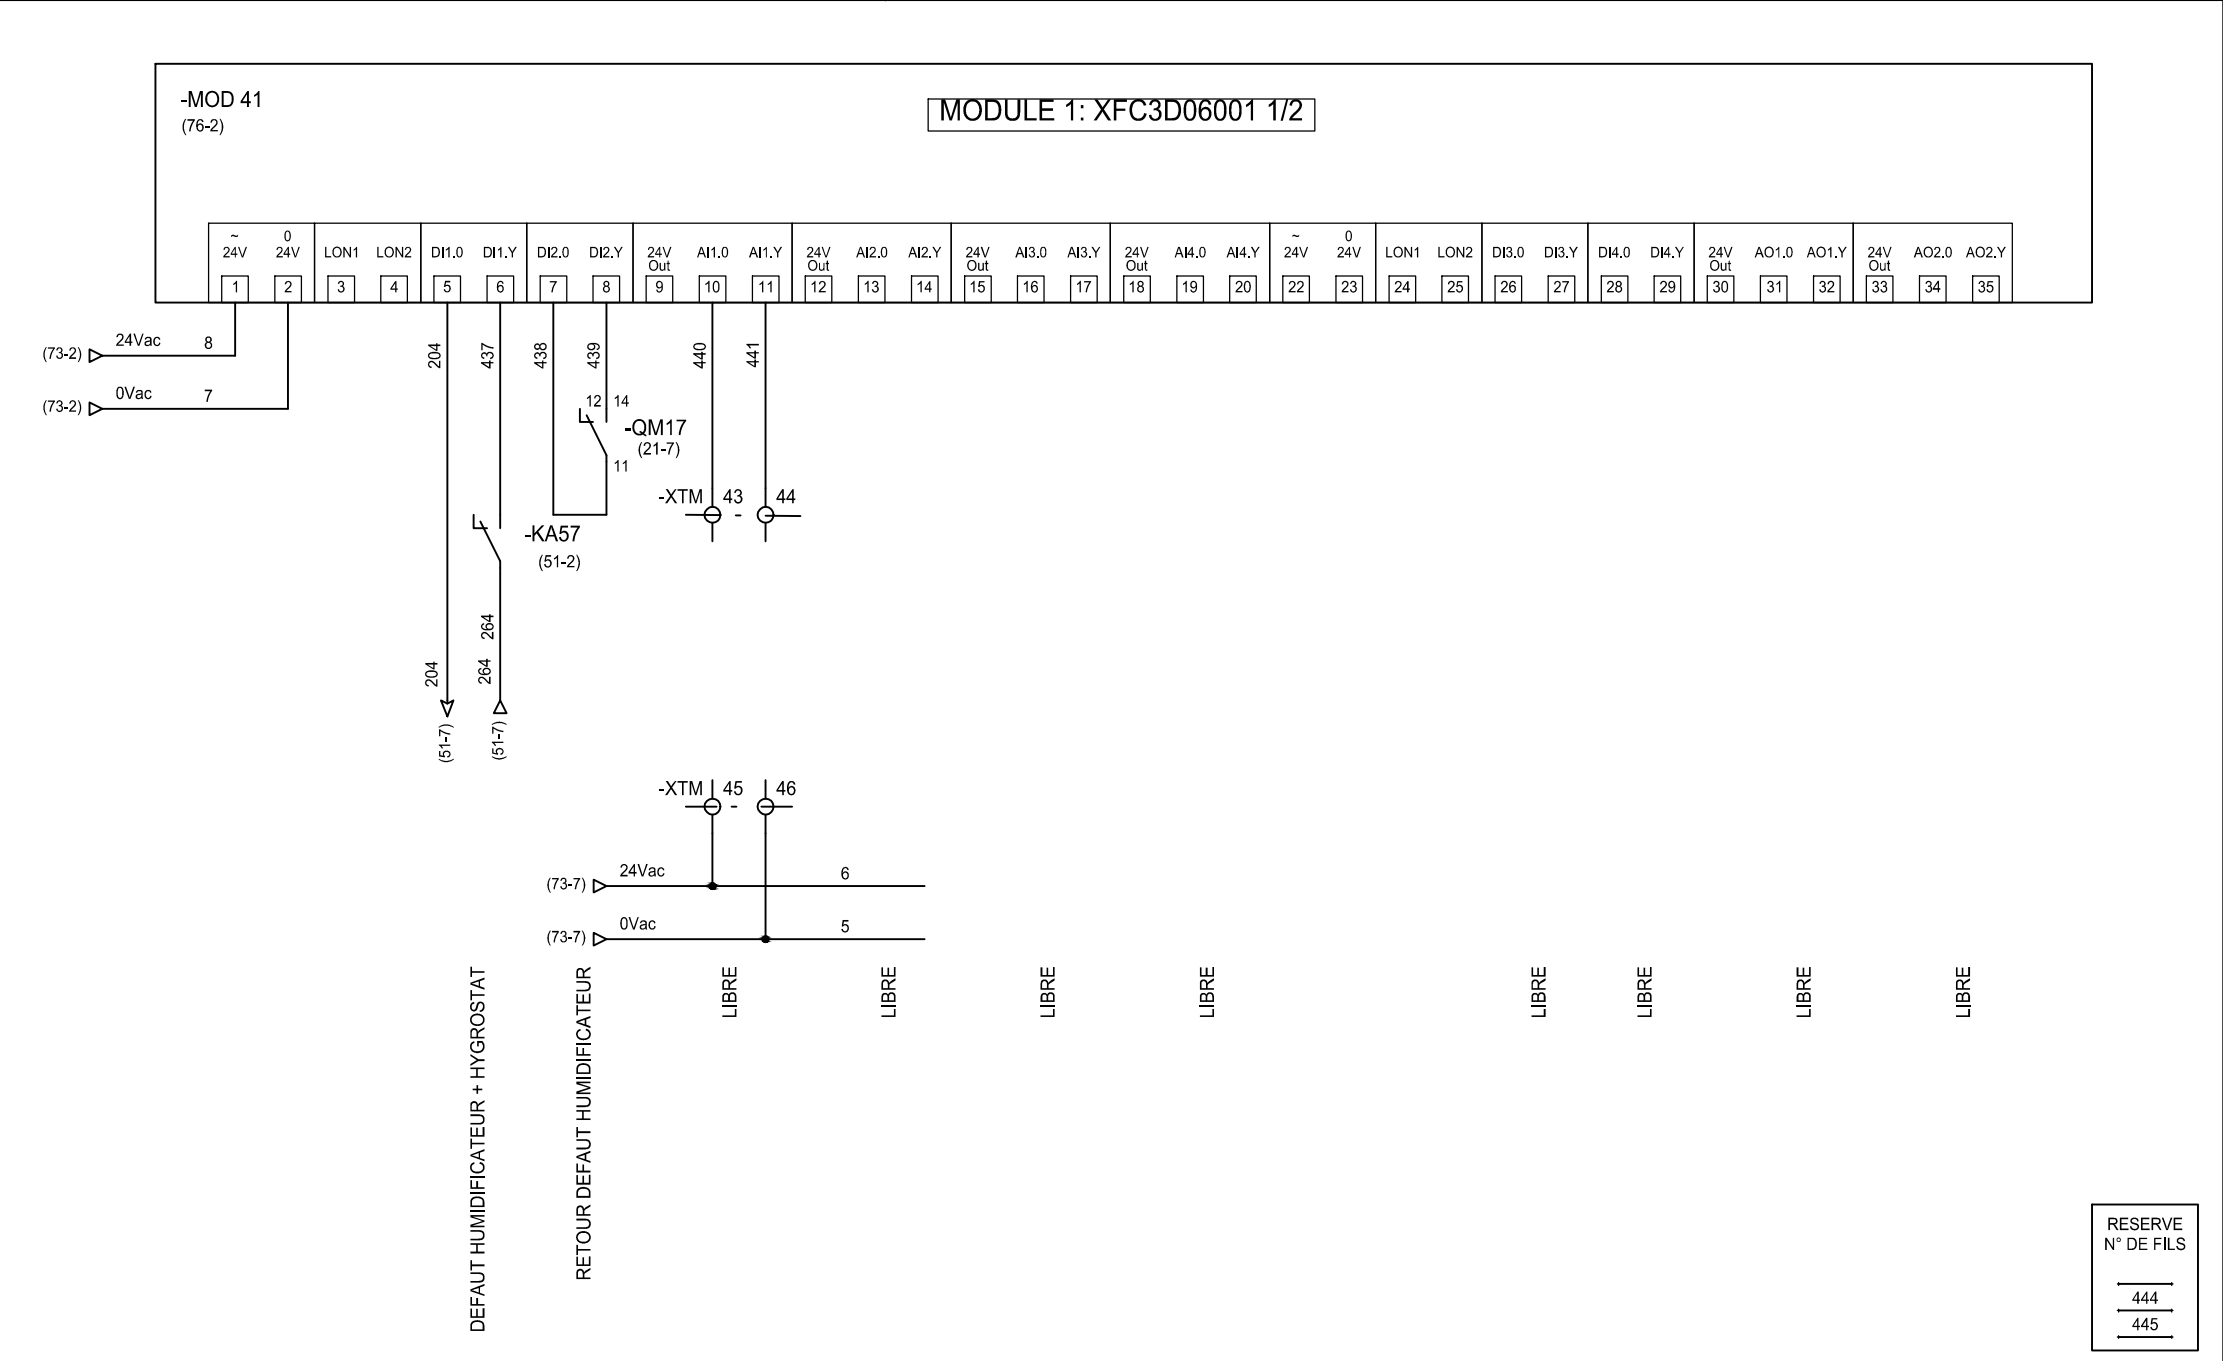 -MOD 41
(76-2)
MODULE 1: XFC3D06001 1/2
~ 0 ~ 0
24V 24V LON1 LON2 DI1.0 DI1.Y DI2.0 DI2.Y 24V AI1.0 AI1.Y 24V AI2.0 AI2.Y 24V AI3.0 AI3.Y 24V AI4.0 AI4.Y 24V 24V LON1 LON2 DI3.0 DI3.Y DI4.0 DI4.Y 24V AO1.0 AO1.Y 24V AO2.0 AO2.Y
Out Out Out Out Out Out
1 2 3 4 5 6 7 8 9 10 11 12 13 14 15 16 17 18 19 20 22 23 24 25 26 27 28 29 30 31 32 33 34 35
(73-2) 24Vac 8
204 437 438 439 440 441
(73-2) 0Vac 7
12 14
-QM17
(21-7)
11
-XTM 43 - 44
-KA57
(51-2)
264
204 264
(51-7) (51-7)
-XTM 45 - 46
(73-7) 24Vac 6
(73-7) 0Vac 5
DEFAUT HUMIDIFICATEUR + HYGROSTAT
RETOUR DEFAUT HUMIDIFICATEUR
LIBRE
LIBRE
LIBRE
LIBRE
LIBRE
LIBRE
LIBRE
LIBRE
RESERVE
N° DE FILS
444
445